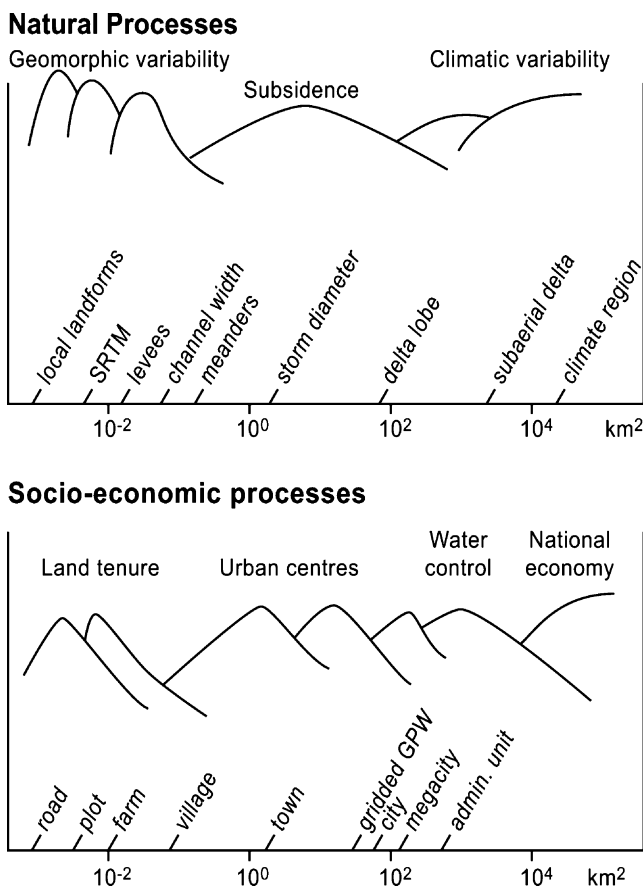 Natural Processes
Geomorphic variability
Climatic variability
Subsidence
local landforms
SRTM
levees
channel width
meanders
storm diameter
delta lobe
subaerial delta
climate region
10-2
100
102
104
km2
Socio-economic processes
Land tenure
Urban centres
Water
control
National
economy
road
plot
farm
village
town
gridded GPW
city
megacity
admin. unit
10-2
100
102
104
km2